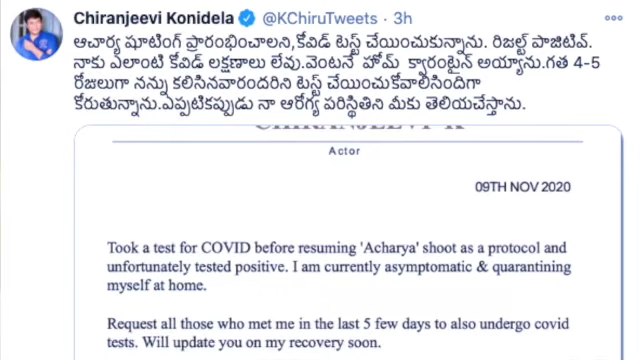 Chiranjeevi Konidela @KChiruTweets · 3h
ఆచార్య షూటింగ్ ప్రారంభించాలని,కోవిడ్ టెస్ట్ చేయించుకున్నాను. రిజల్ట్ పాజిటివ్.
నాకు ఎలాంటి కోవిడ్ లక్షణాలు లేవు.వెంటనే హోమ్ క్వారంటైన్ అయ్యాను.గత 4-5
రోజులుగా నన్ను కలిసినవారందరిని టెస్ట్ చేయించుకోవాలిసిందిగా
కోరుతున్నాను.ఎప్పటికప్పుడు నా ఆరోగ్య పరిస్థితిని మీకు తెలియచేస్తాను.
CHIRANJEEVI K
Actor
09TH NOV 2020
Took a test for COVID before resuming 'Acharya' shoot as a protocol and
unfortunately tested positive. I am currently asymptomatic & quarantining
myself at home.
Request all those who met me in the last 5 few days to also undergo covid
tests. Will update you on my recovery soon.